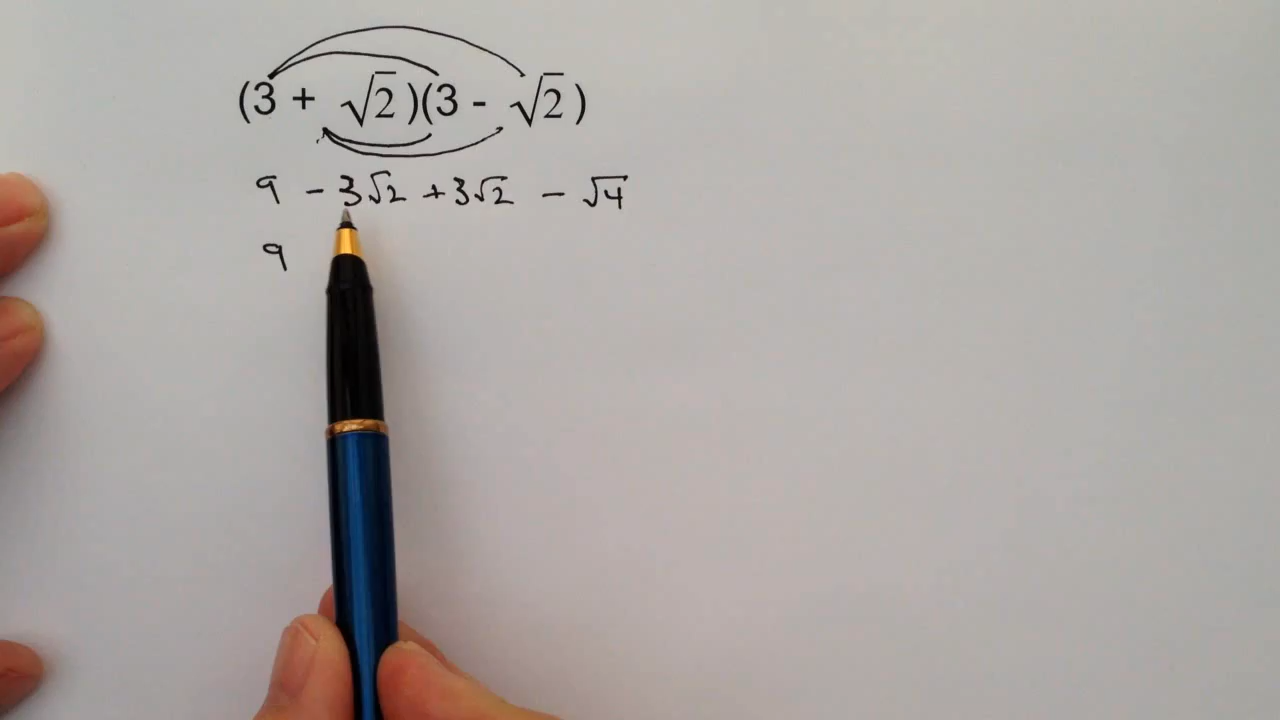 (3 + √2)(3 - √2)
9 - 3√2 + 3√2 - √4
9